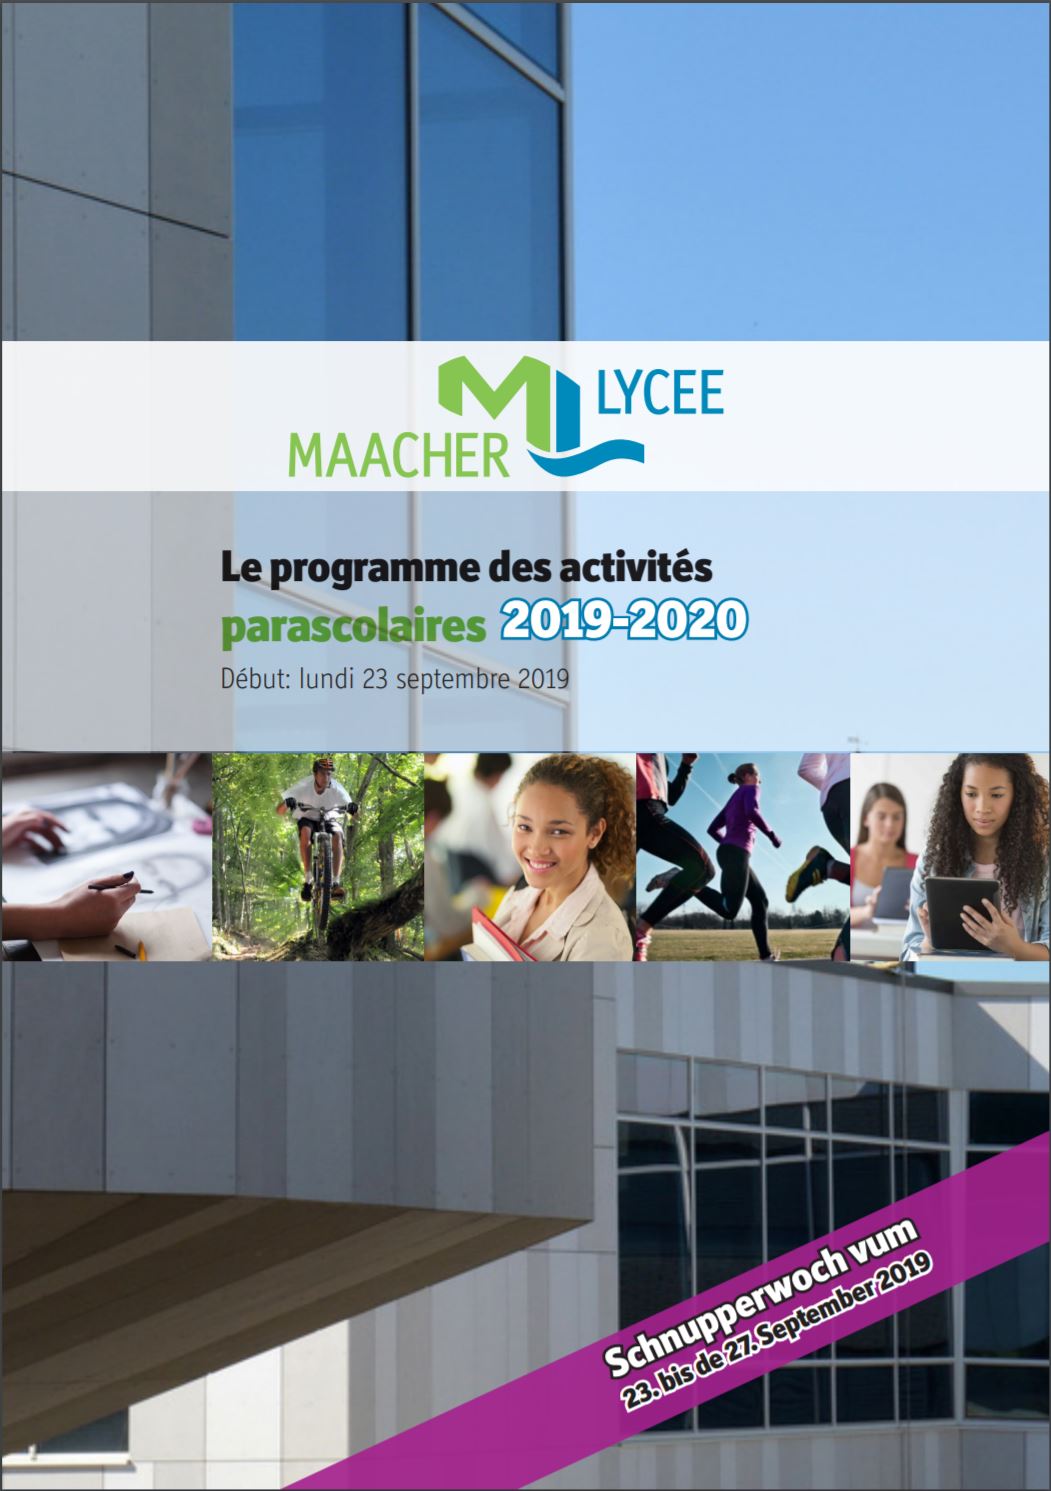 LYCEE
MAACHER
Le programme des activités
parascolaires 2019-2020
Début: lundi 23 septembre 2019
Schnupperwoch vum
23. bis de 27. September 2019